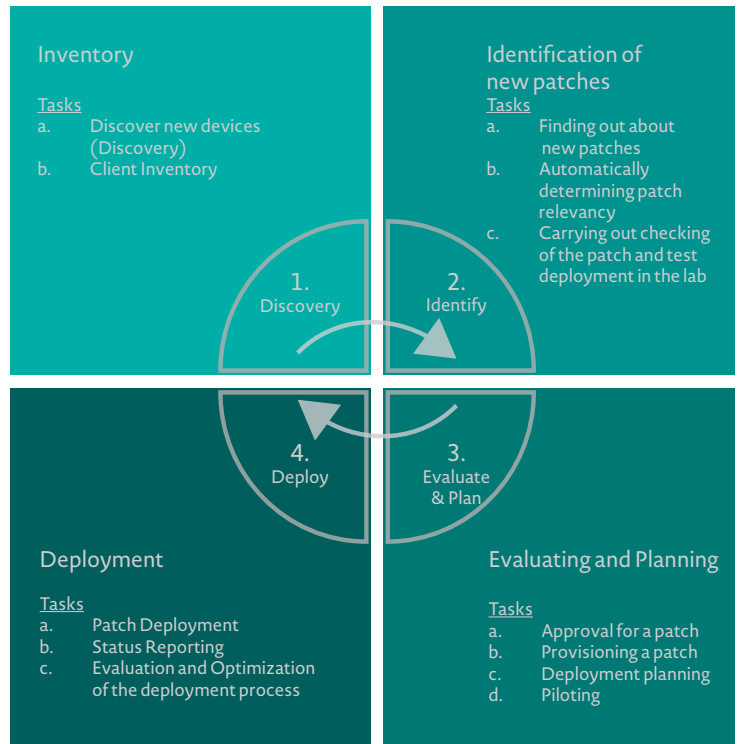 Inventory
Tasks
a. Discover new devices
(Discovery)
b. Client Inventory
1.
Discovery
Identification of
new patches
Tasks
a. Finding out about
new patches
b. Automatically
determining patch
relevancy
c. Carrying out checking
of the patch and test
deployment in the lab
2.
Identify
4.
Deploy
Deployment
Tasks
a. Patch Deployment
b. Status Reporting
c. Evaluation and Optimization
of the deployment process
3.
Evaluate
& Plan
Evaluating and Planning
Tasks
a. Approval for a patch
b. Provisioning a patch
c. Deployment planning
d. Piloting